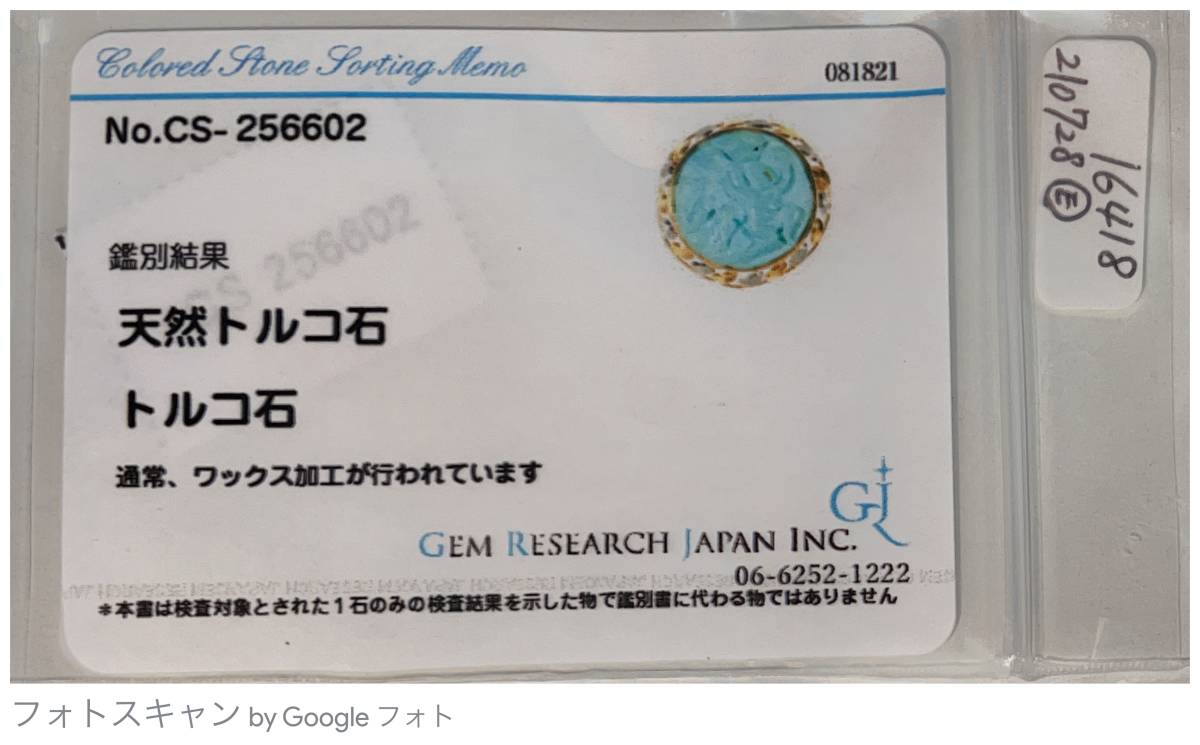 Colored Stone Sorting Memo
081821
No.CS- 256602
CS 256602
鑑別結果
天然トルコ石
トルコ石
通常、ワックス加工が行われています
GJ
GEM RESEARCH JAPAN INC.
06-6252-1222
*本書は検査対象とされた1石のみの検査結果を示した物で鑑別書に代わる物ではありません
16418
210728 E
フォトスキャン by Google フォト